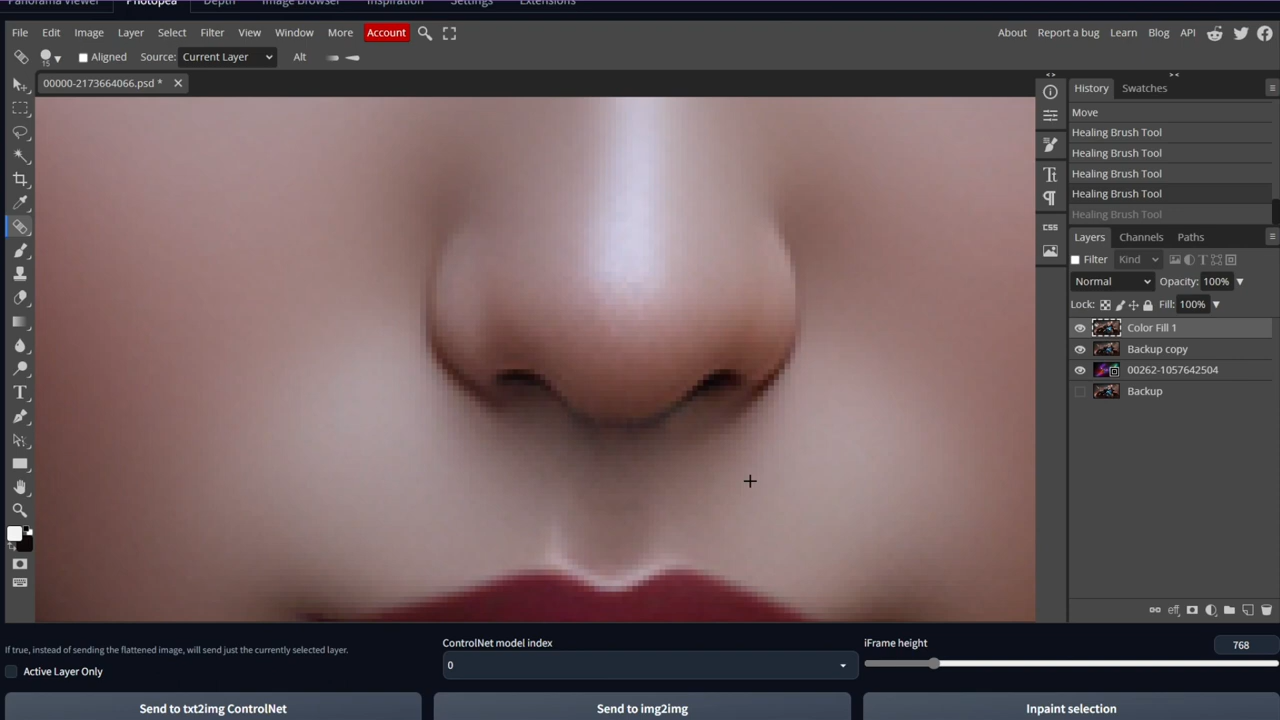 Panorama Viewer Photopea Depth Image Browser Inspiration Settings Extensions
File Edit Image Layer Select Filter View Window More Account About Report a bug Learn Blog API
15 Aligned Source: Current Layer Alt
00000-2173664066.psd *
History Swatches
Move
Healing Brush Tool
Healing Brush Tool
Healing Brush Tool
Healing Brush Tool
Healing Brush Tool
Layers Channels Paths
Filter Kind
Normal Opacity: 100%
Lock: Fill: 100%
Color Fill 1
Backup copy
00262-1057642504
Backup
CSS
eff
If true, instead of sending the flattened image, will send just the currently selected layer.
Active Layer Only
ControlNet model index
0
iFrame height
768
Send to txt2img ControlNet Send to img2img Inpaint selection